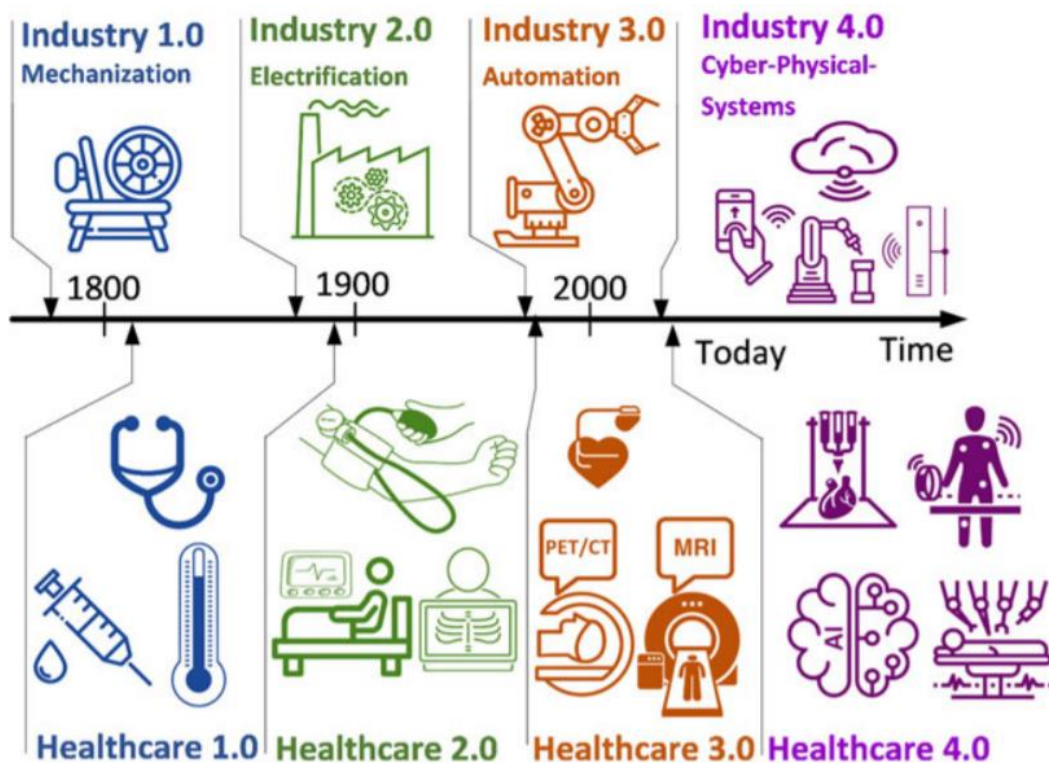 Industry 1.0
Mechanization
Industry 2.0
Electrification
Industry 3.0
Automation
Industry 4.0
Cyber-Physical-
Systems
1800
1900
2000
Today
Time
PET/CT
MRI
AI
Healthcare 1.0
Healthcare 2.0
Healthcare 3.0
Healthcare 4.0